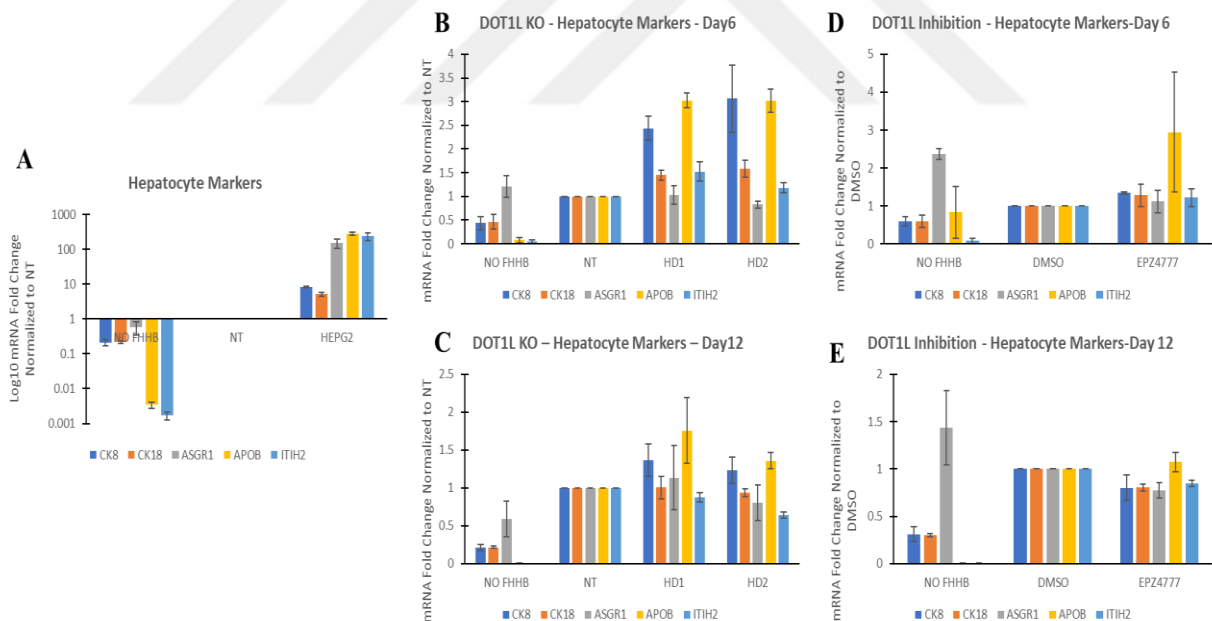 A
Hepatocyte Markers
Log10 mRNA Fold Change
Normalized to NT
1000
100
10
1
0.1
0.01
0.001
NO FHHB NT HEPG2
CK8 CK18 ASGR1 APOB ITIH2
B
DOT1L KO - Hepatocyte Markers - Day6
mRNA Fold Change Normalized to NT
4
3.5
3
2.5
2
1.5
1
0.5
0
NO FHHB NT HD1 HD2
CK8 CK18 ASGR1 APOB ITIH2
C
DOT1L KO – Hepatocyte Markers – Day12
mRNA Fold Change Normalized to NT
2.5
2
1.5
1
0.5
0
NO FHHB NT HD1 HD2
CK8 CK18 ASGR1 APOB ITIH2
D
DOT1L Inhibition - Hepatocyte Markers-Day 6
mRNA Fold Change Normalized to
DMSO
5
4
3
2
1
0
NO FHHB DMSO EPZ4777
CK8 CK18 ASGR1 APOB ITIH2
E
DOT1L Inhibition - Hepatocyte Markers-Day 12
mRNA Fold Change Normalized to
DMSO
2
1.5
1
0.5
0
NO FHHB DMSO EPZ4777
CK8 CK18 ASGR1 APOB ITIH2